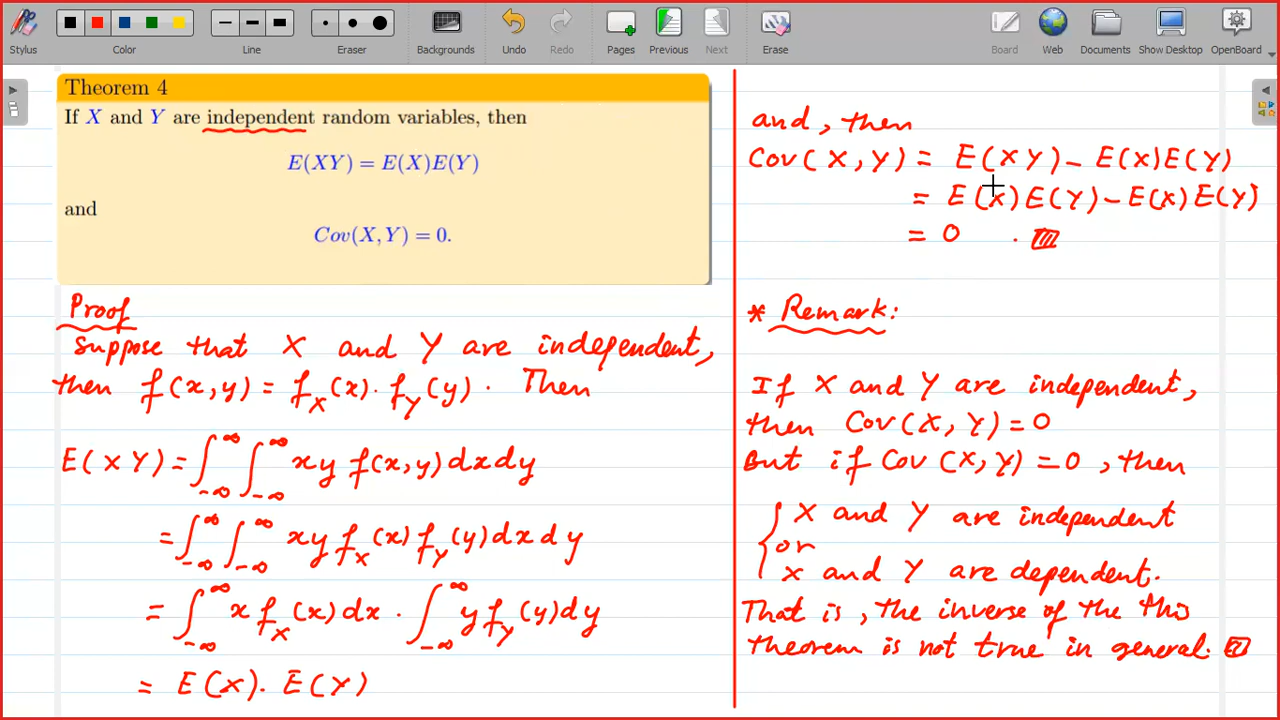 Stylus
Color
Line
Eraser
Backgrounds
Undo
Redo
Pages
Previous
Next
Erase
Board
Web
Documents
Show Desktop
OpenBoard
Theorem 4
If X and Y are independent random variables, then
E(XY) = E(X)E(Y)
and
Cov(X, Y) = 0.
Proof
Suppose that X and Y are independent,
then f(x,y) = f_X(x). f_Y(y). Then
E(XY) = ∫_{-∞}^{∞} ∫_{-∞}^{∞} xy f(x,y) dx dy
= ∫_{-∞}^{∞} ∫_{-∞}^{∞} xy f_X(x) f_Y(y) dx dy
= ∫_{-∞}^{∞} x f_X(x) dx . ∫_{-∞}^{∞} y f_Y(y) dy
= E(X). E(Y)
and, then
Cov(X, Y) = E(XY) - E(X)E(Y)
= E(X)E(Y) - E(X)E(Y)
= 0 .
* Remark:
If X and Y are independent,
then Cov(X, Y) = 0
But if Cov(X, Y) = 0, then
X and Y are independent
or
X and Y are dependent.
That is, the inverse of the this
theorem is not true in general.